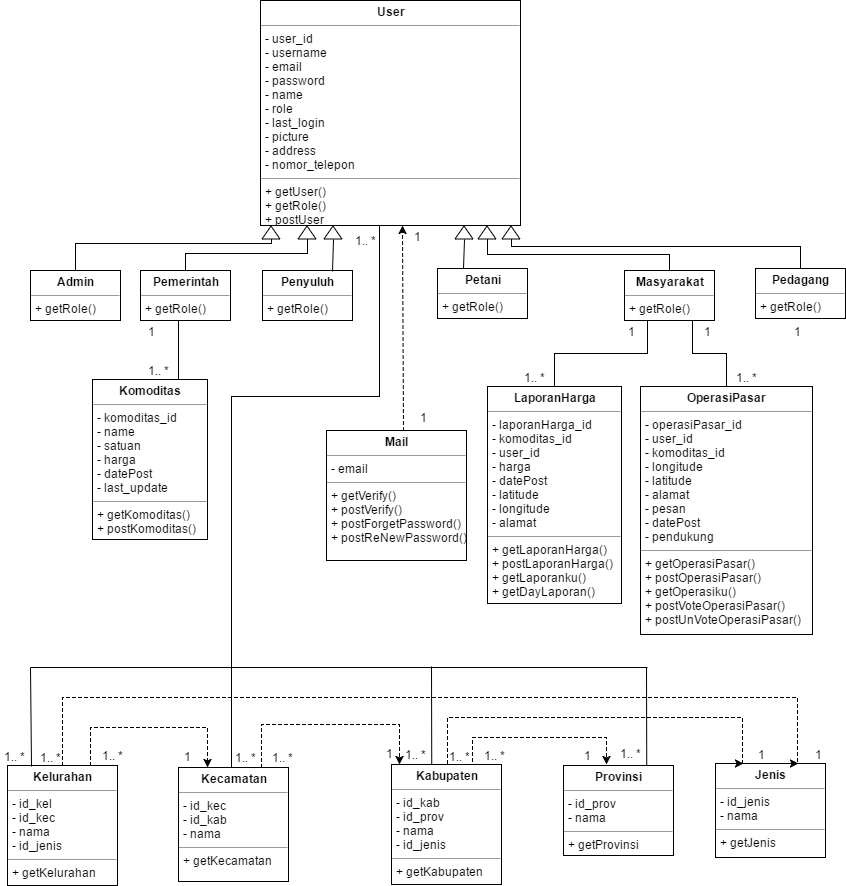 User
- user_id
- username
- email
- password
- name
- role
- last_login
- picture
- address
- nomor_telepon
+ getUser()
+ getRole()
+ postUser
1.. *
1
Admin
+ getRole()
Pemerintah
+ getRole()
Penyuluh
+ getRole()
Petani
+ getRole()
Masyarakat
+ getRole()
Pedagang
+ getRole()
1
1
1
1
1.. *
1.. *
1.. *
Komoditas
- komoditas_id
- name
- satuan
- harga
- datePost
- last_update
+ getKomoditas()
+ postKomoditas()
1
Mail
- email
+ getVerify()
+ postVerify()
+ postForgetPassword()
+ postReNewPassword()
LaporanHarga
- laporanHarga_id
- komoditas_id
- user_id
- harga
- datePost
- latitude
- longitude
- alamat
+ getLaporanHarga()
+ postLaporanHarga()
+ getLaporanku()
+ getDayLaporan()
OperasiPasar
- operasiPasar_id
- user_id
- komoditas_id
- longitude
- latitude
- alamat
- pesan
- datePost
- pendukung
+ getOperasiPasar()
+ postOperasiPasar()
+ getOperasiku()
+ postVoteOperasiPasar()
+ postUnVoteOperasiPasar()
1.. *
1.. *
1.. *
1
1.. *
1.. *
1
1.. *
1.. *
1.. *
1
1.. *
1
1
Kelurahan
- id_kel
- id_kec
- nama
- id_jenis
+ getKelurahan
Kecamatan
- id_kec
- id_kab
- nama
+ getKecamatan
Kabupaten
- id_kab
- id_prov
- nama
- id_jenis
+ getKabupaten
Provinsi
- id_prov
- nama
+ getProvinsi
Jenis
- id_jenis
- nama
+ getJenis